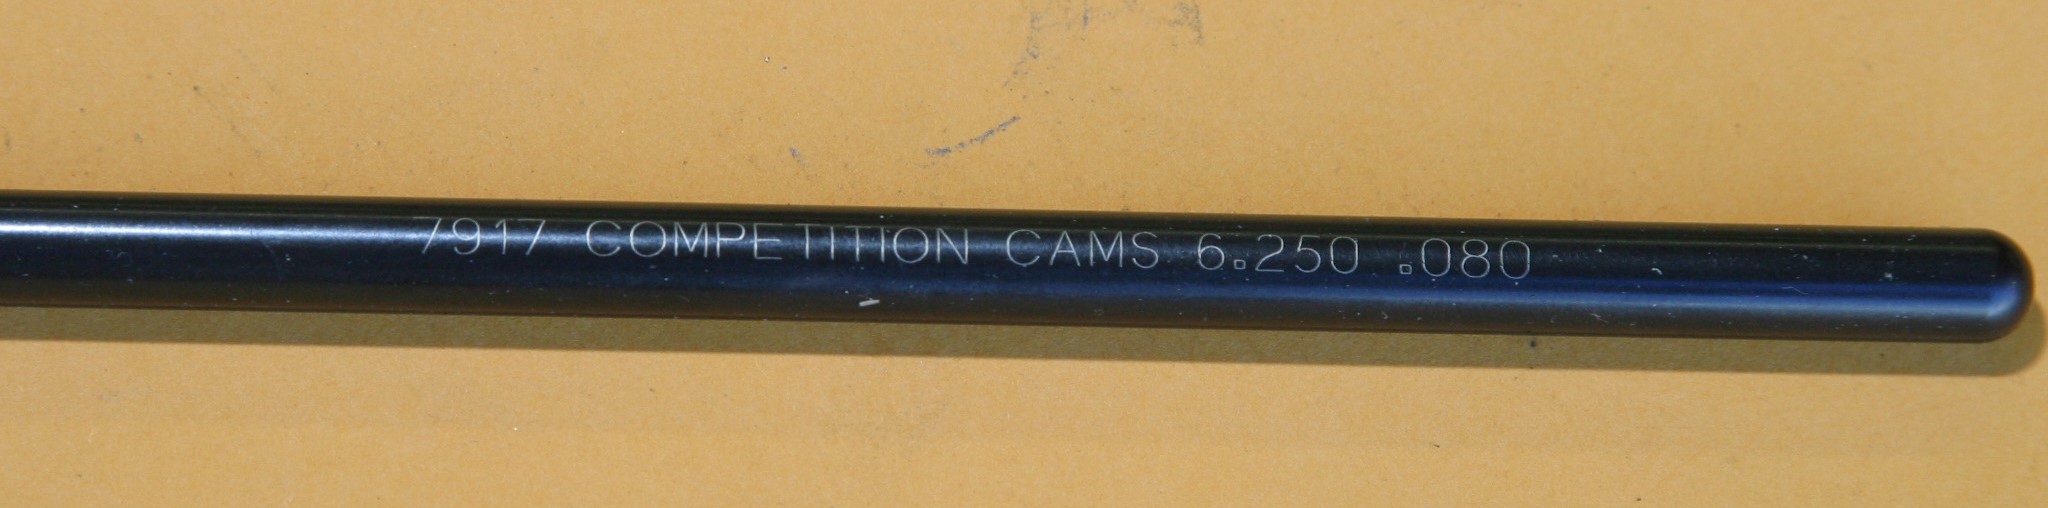 7917 COMPETITION CAMS 6.250 .080